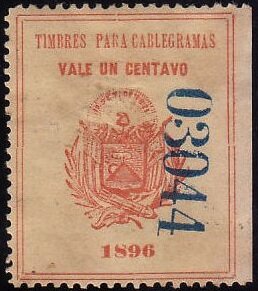 TIMBRES PARA CABLEGRAMAS
VALE UN CENTAVO
1896
03044